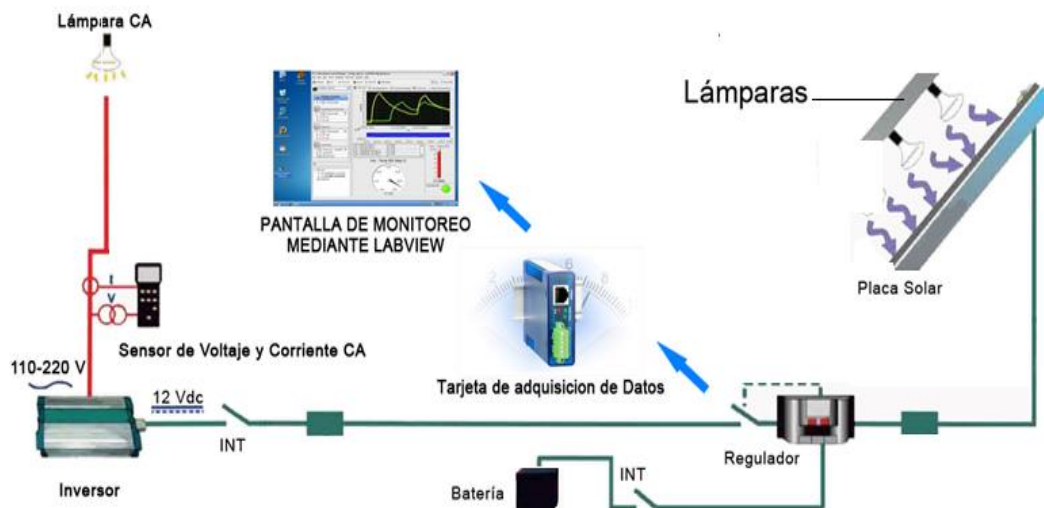 Lámpara CA
Lámparas
PANTALLA DE MONITOREO
MEDIANTE LABVIEW
Placa Solar
I
V
Sensor de Voltaje y Corriente CA
110-220 V
Tarjeta de adquisicion de Datos
12 Vdc
INT
Regulador
Inversor
Batería
INT